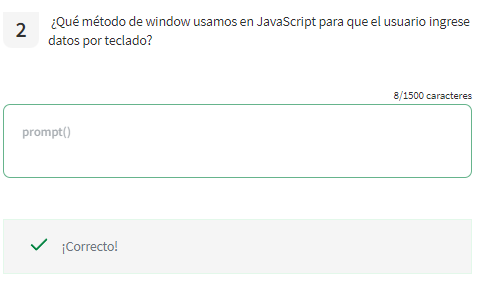 2
¿Qué método de window usamos en JavaScript para que el usuario ingrese
datos por teclado?
8/1500 caracteres
prompt()
¡Correcto!